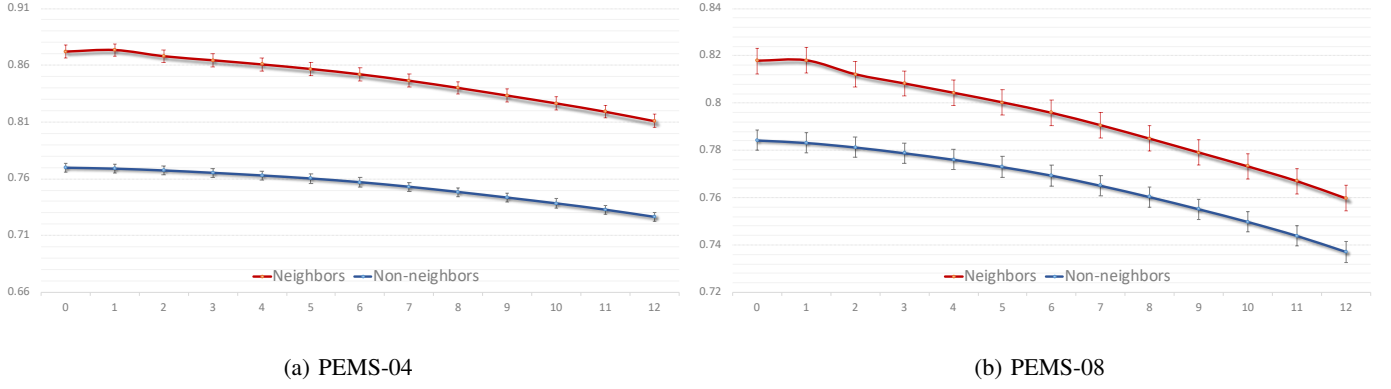 0.91
0.86
0.81
0.76
0.71
0.66
Neighbors Non-neighbors
0 1 2 3 4 5 6 7 8 9 10 11 12
(a) PEMS-04
0.84
0.82
0.8
0.78
0.76
0.74
0.72
Neighbors Non-neighbors
0 1 2 3 4 5 6 7 8 9 10 11 12
(b) PEMS-08